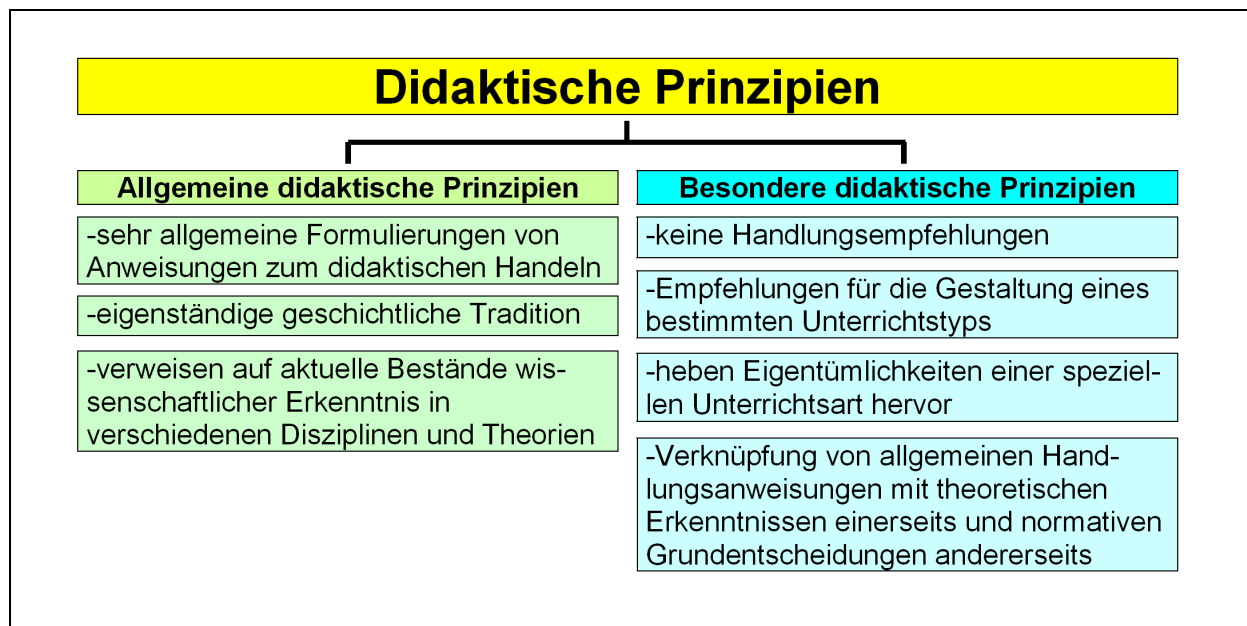 Didaktische Prinzipien
Allgemeine didaktische Prinzipien
-sehr allgemeine Formulierungen von
Anweisungen zum didaktischen Handeln
-eigenständige geschichtliche Tradition
-verweisen auf aktuelle Bestände wis-
senschaftlicher Erkenntnis in
verschiedenen Disziplinen und Theorien
Besondere didaktische Prinzipien
-keine Handlungsempfehlungen
-Empfehlungen für die Gestaltung eines
bestimmten Unterrichtstyps
-heben Eigentümlichkeiten einer speziel-
len Unterrichtsart hervor
-Verknüpfung von allgemeinen Hand-
lungsanweisungen mit theoretischen
Erkenntnissen einerseits und normativen
Grundentscheidungen andererseits